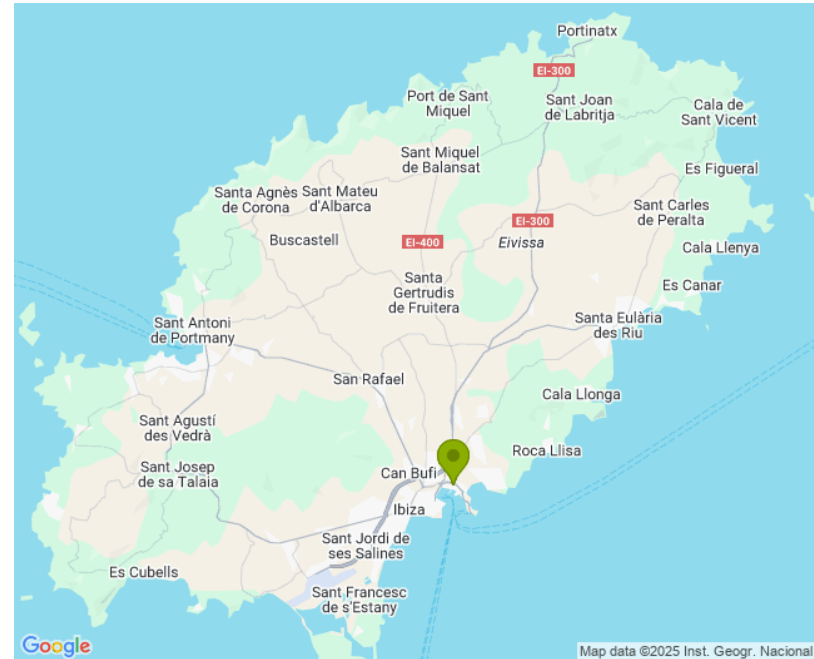 Portinatx
EI-300
Port de Sant
Miquel
Sant Joan
de Labritja
Cala de
Sant Vicent
Sant Miquel
de Balansat
Es Figueral
Santa Agnès
de Corona
Sant Mateu
d'Albarca
Sant Carles
de Peralta
EI-300
Buscastell
EI-400
Eivissa
Cala Llenya
Santa
Gertrudis
de Fruitera
Es Canar
Sant Antoni
de Portmany
Santa Eulària
des Riu
San Rafael
Cala Llonga
Sant Agustí
des Vedrà
Roca Llisa
Sant Josep
de sa Talaia
Can Bufi
Ibiza
Sant Jordi de
ses Salines
Es Cubells
Sant Francesc
de s'Estany
Google
Map data ©2025 Inst. Geogr. Nacional